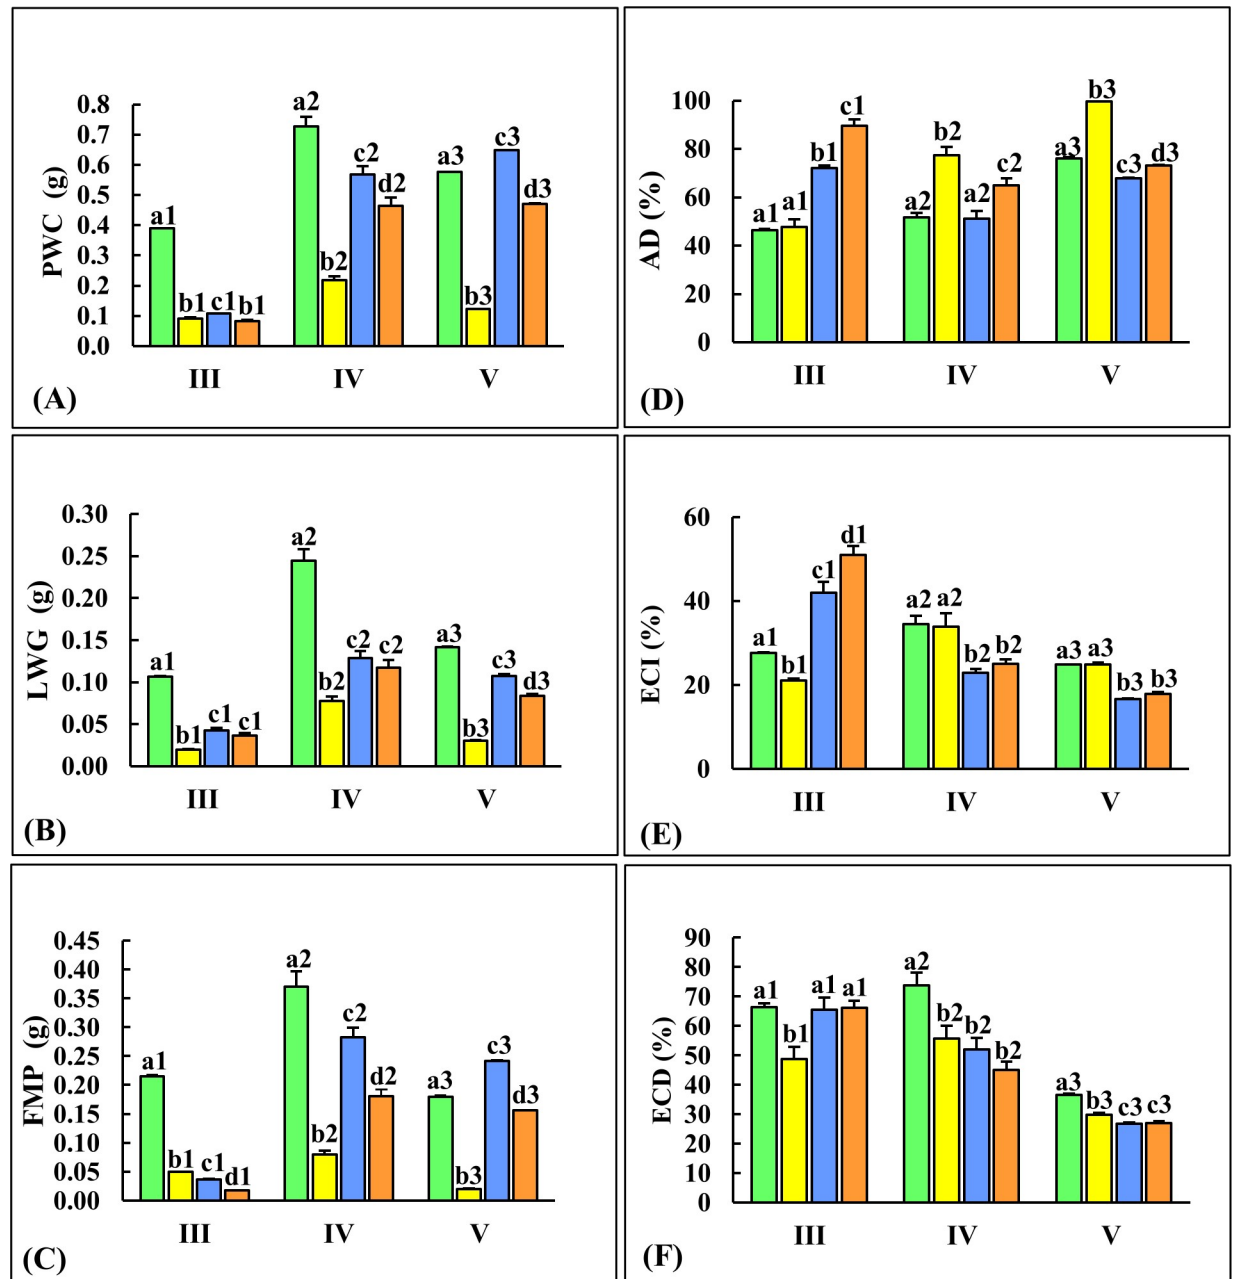 PWC (g)
0.8
0.7
0.6
0.5
0.4
0.3
0.2
0.1
0.0
a1
b1 c1 b1
a2
b2
c2
d2
a3
b3
c3
d3
III IV V
(A)
AD (%)
100
80
60
40
20
0
a1 a1
b1
c1
a2
b2
a2
c2
a3
b3
c3 d3
III IV V
(D)
LWG (g)
0.30
0.25
0.20
0.15
0.10
0.05
0.00
a1
b1
c1 c1
a2
b2
c2 c2
a3
b3
c3
d3
III IV V
(B)
ECI (%)
60
40
20
0
a1
b1
c1
d1
a2 a2
b2 b2
a3 a3
b3 b3
III IV V
(E)
FMP (g)
0.45
0.40
0.35
0.30
0.25
0.20
0.15
0.10
0.05
0.00
a1
b1 c1 d1
a2
b2
c2
d2
a3
b3
c3
d3
III IV V
(C)
ECD (%)
90
80
70
60
50
40
30
20
10
0
a1
b1
a1 a1
a2
b2 b2
b2
a3
b3 c3 c3
III IV V
(F)